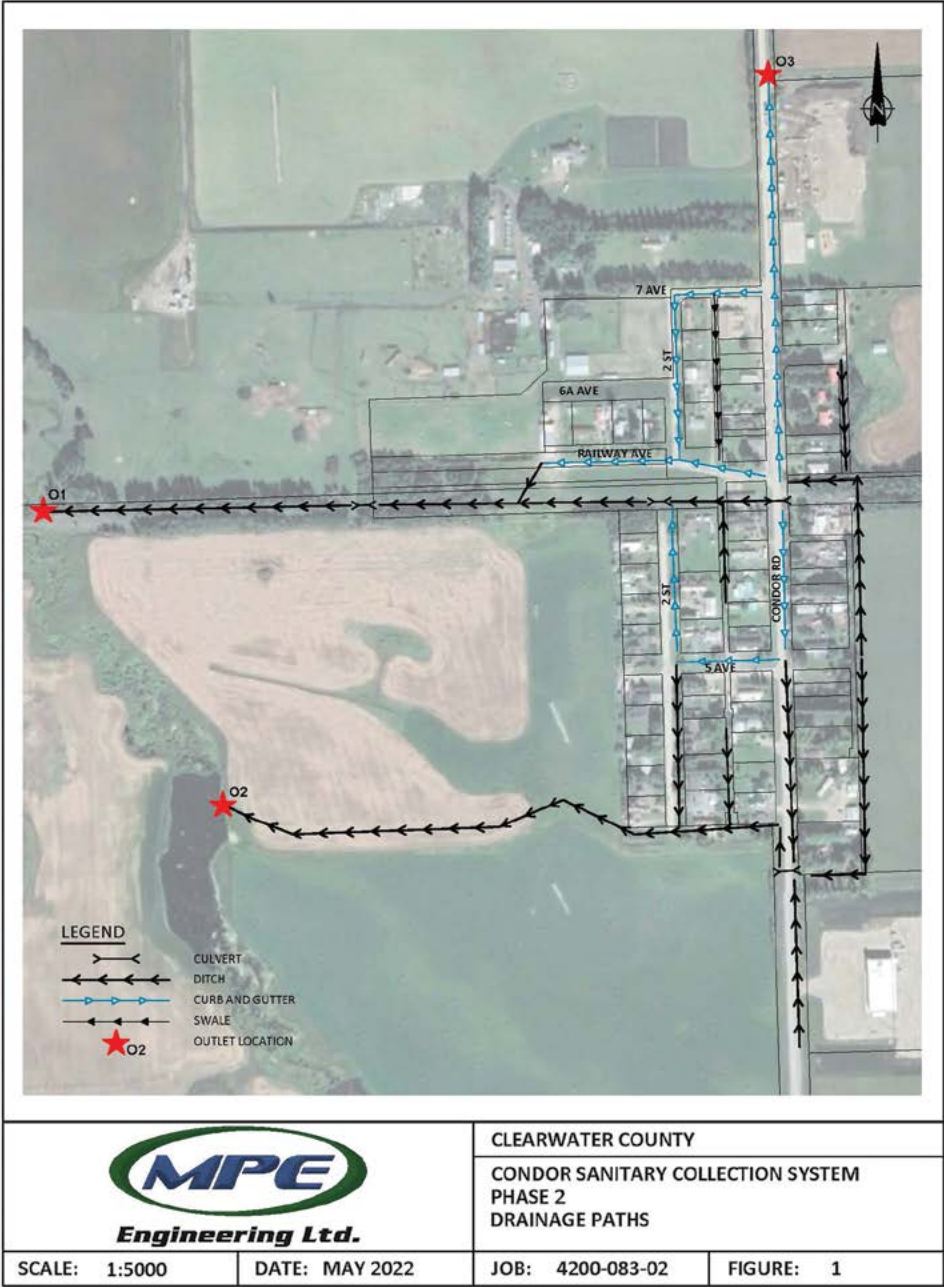 O3
N
7 AVE
2 ST
6A AVE
RAILWAY AVE
O1
2 ST
CONDOR RD
5 AVE
O2
LEGEND
CULVERT
DITCH
CURB AND GUTTER
SWALE
OUTLET LOCATION
O2
MPE
Engineering Ltd.
CLEARWATER COUNTY
CONDOR SANITARY COLLECTION SYSTEM
PHASE 2
DRAINAGE PATHS
SCALE: 1:5000
DATE: MAY 2022
JOB: 4200-083-02
FIGURE: 1